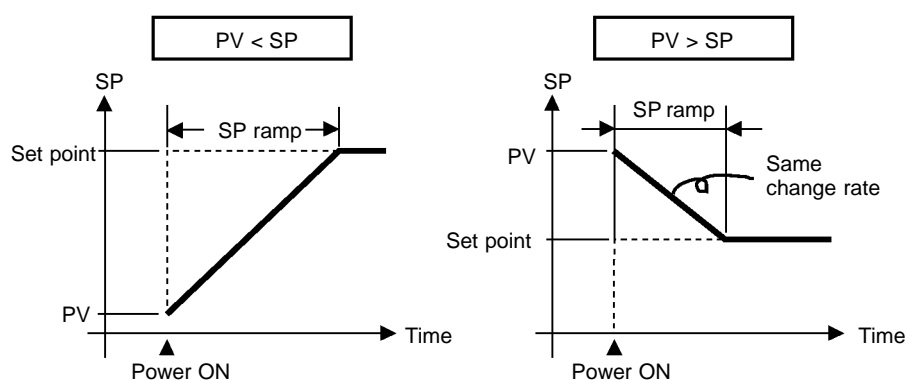 PV < SP
SP
SP ramp
Set point
PV
Time
Power ON
PV > SP
SP
SP ramp
PV
Same
change rate
Set point
Time
Power ON